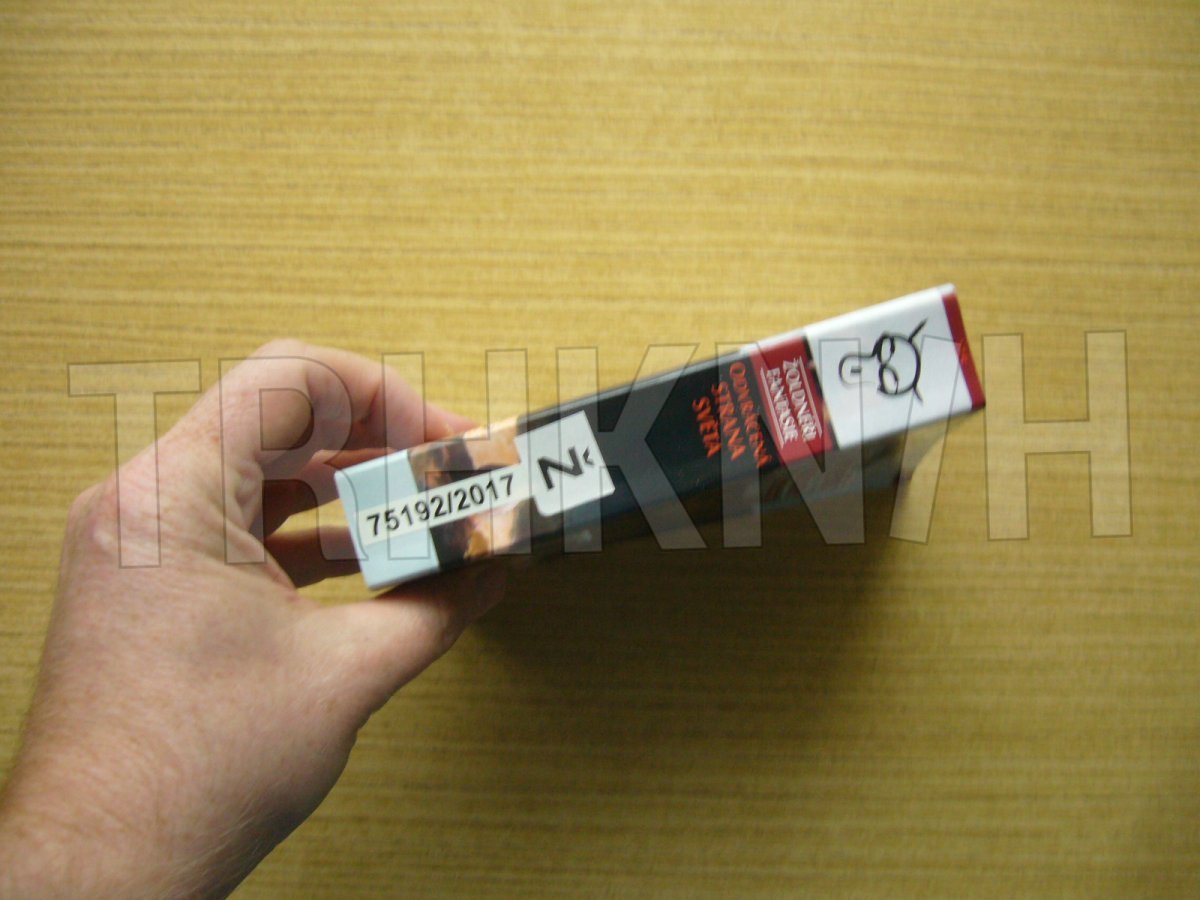 ŽOLDNÉŘI
FANTASIE
ODVRÁCENÁ
STRANA
SVĚTA
Ž
75192/2017
TRHKNIH